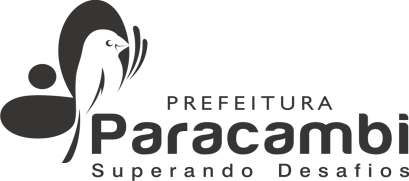 PREFEITURA
Paracambi
Superando Desafios